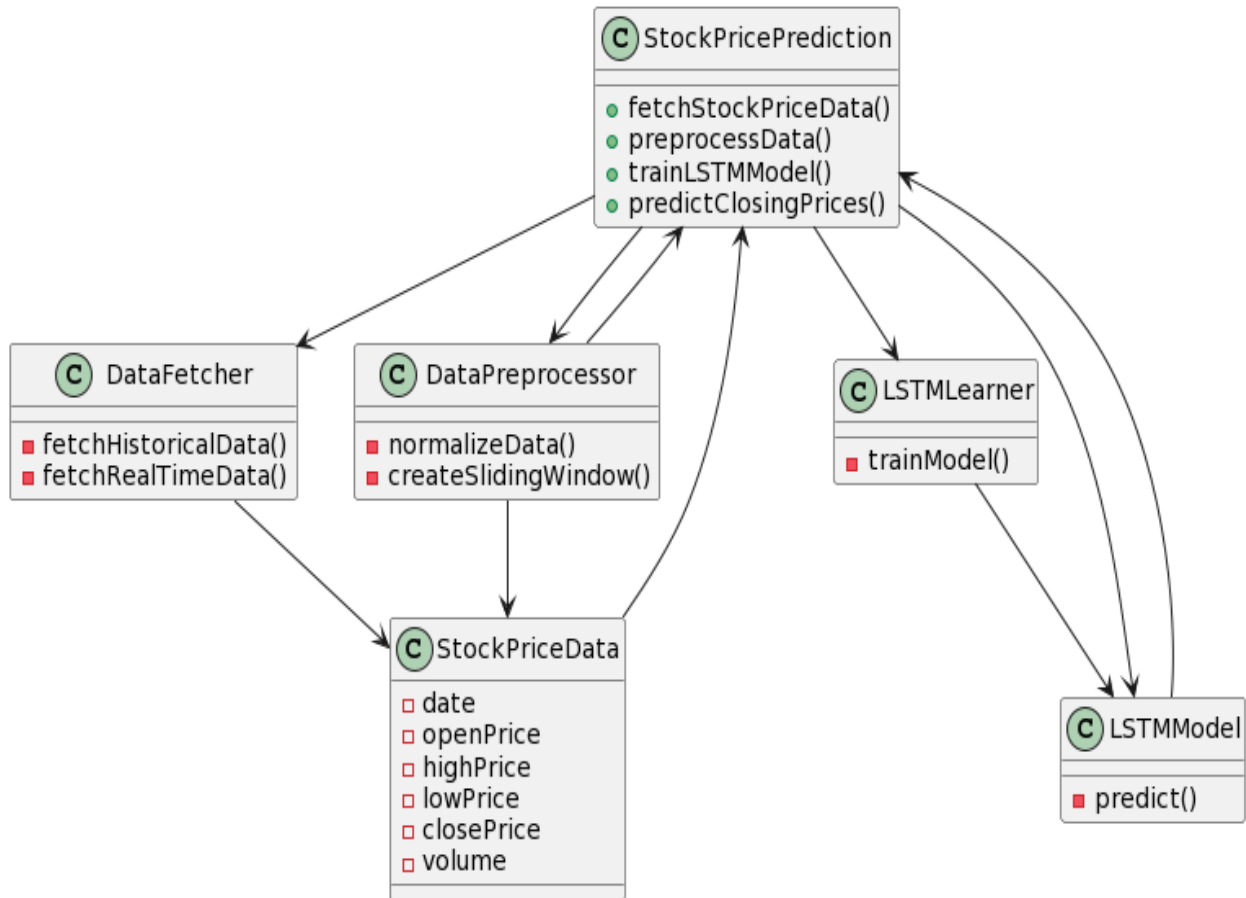 C StockPricePrediction
fetchStockPriceData()
preprocessData()
trainLSTMModel()
predictClosingPrices()
C DataFetcher
fetchHistoricalData()
fetchRealTimeData()
C DataPreprocessor
normalizeData()
createSlidingWindow()
C LSTMLearner
trainModel()
C StockPriceData
date
openPrice
highPrice
lowPrice
closePrice
volume
C LSTMModel
predict()